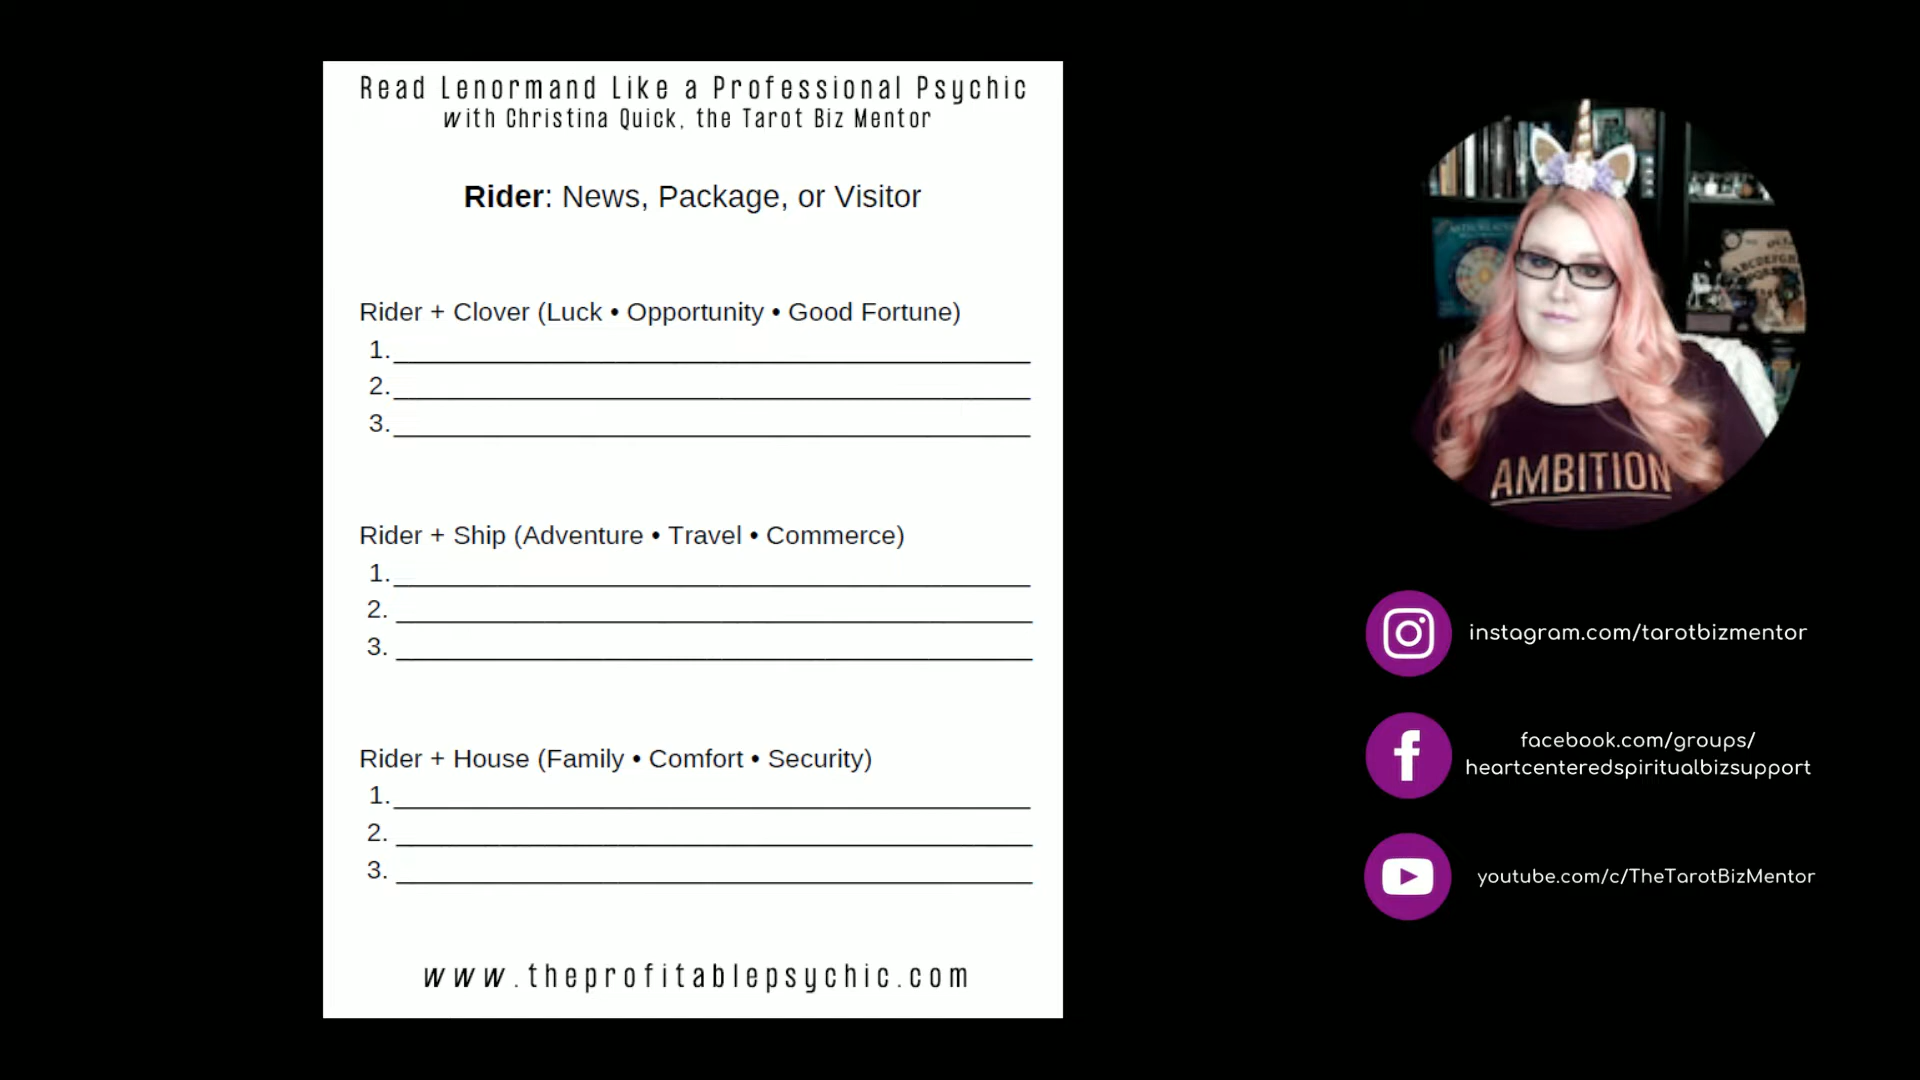 Read Lenormand Like a Professional Psychic
with Christina Quick, the Tarot Biz Mentor
Rider: News, Package, or Visitor
Rider + Clover (Luck • Opportunity • Good Fortune)
1.
2.
3.
Rider + Ship (Adventure • Travel • Commerce)
1.
2.
3.
Rider + House (Family • Comfort • Security)
1.
2.
3.
www.theprofitablepsychic.com
AMBITION
instagram.com/tarotbizmentor
facebook.com/groups/
heartcenteredspiritualbizsupport
youtube.com/c/TheTarotBizMentor